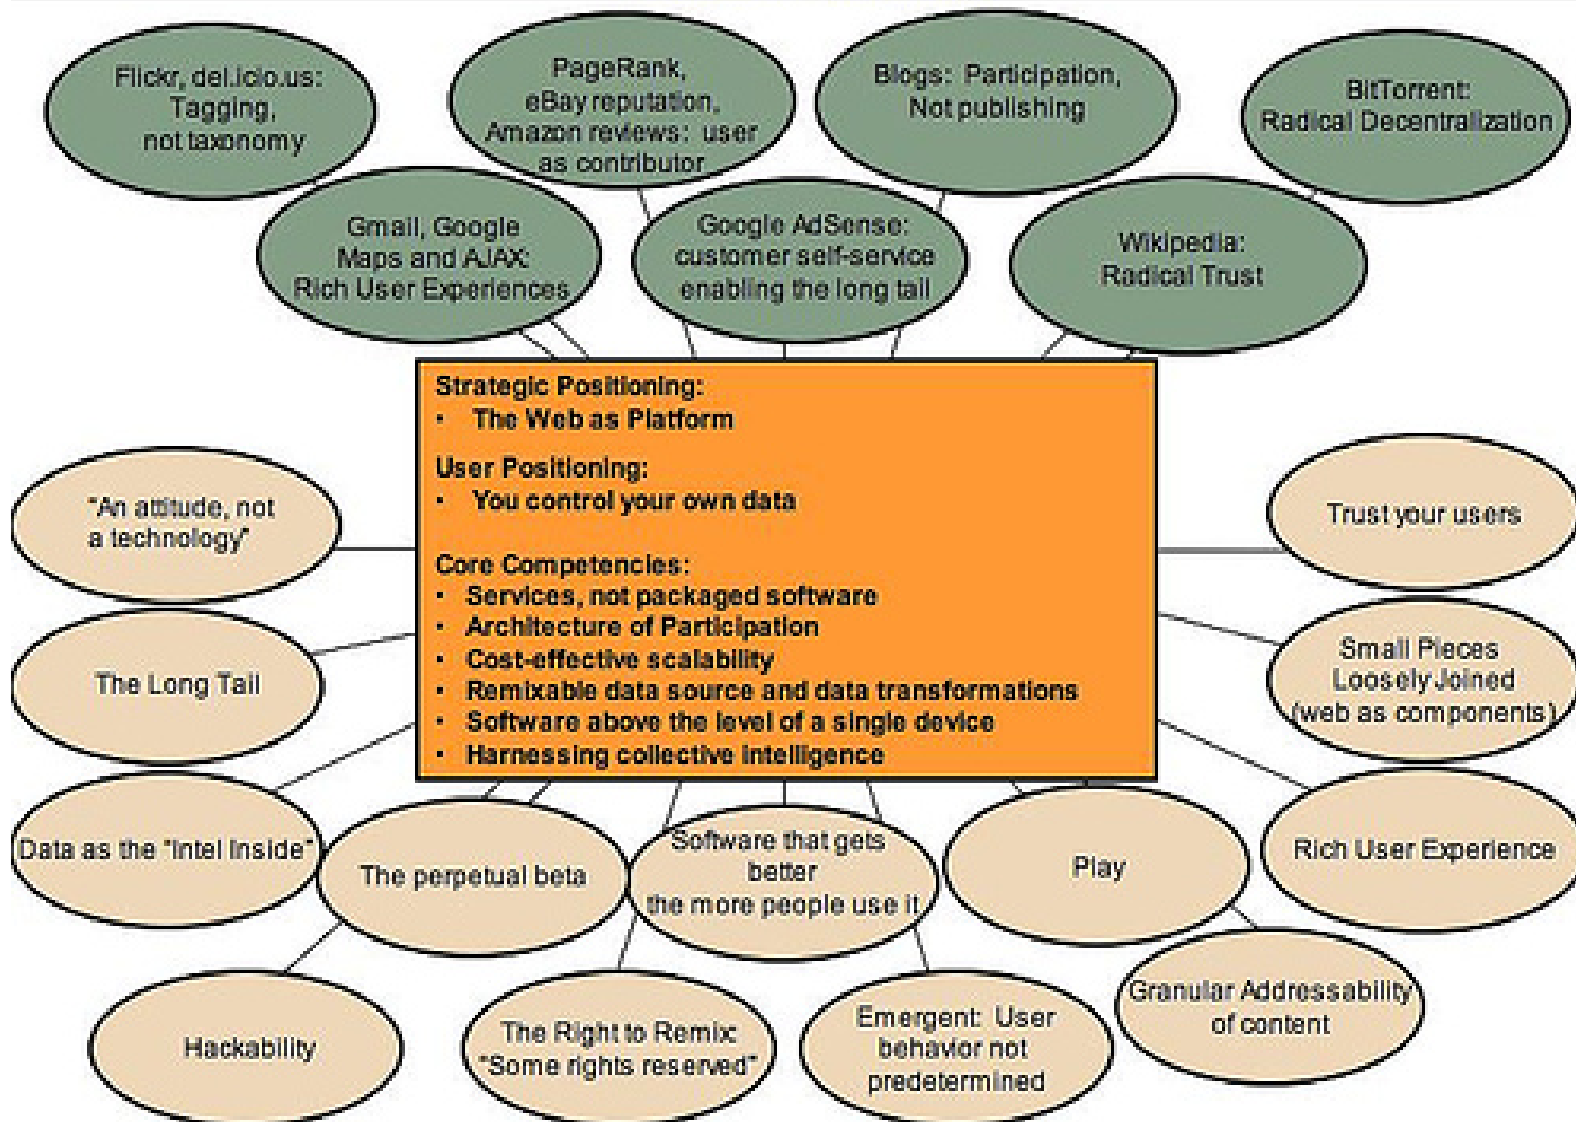 Flickr, del.icio.us:
Tagging,
not taxonomy
PageRank,
eBay reputation,
Amazon reviews: user
as contributor
Blogs: Participation,
Not publishing
BitTorrent:
Radical Decentralization
Gmail, Google
Maps and AJAX:
Rich User Experiences
Google AdSense:
customer self-service
enabling the long tail
Wikipedia:
Radical Trust
Strategic Positioning:
• The Web as Platform
User Positioning:
• You control your own data
Core Competencies:
• Services, not packaged software
• Architecture of Participation
• Cost-effective scalability
• Remixable data source and data transformations
• Software above the level of a single device
• Harnessing collective intelligence
"An attitude, not
a technology"
The Long Tail
Data as the "Intel Inside"
Trust your users
Small Pieces
Loosely Joined
(web as components)
Rich User Experience
The perpetual beta
Software that gets
better
the more people use it
Play
Hackability
The Right to Remix:
"Some rights reserved"
Emergent: User
behavior not
predetermined
Granular Addressability
of content